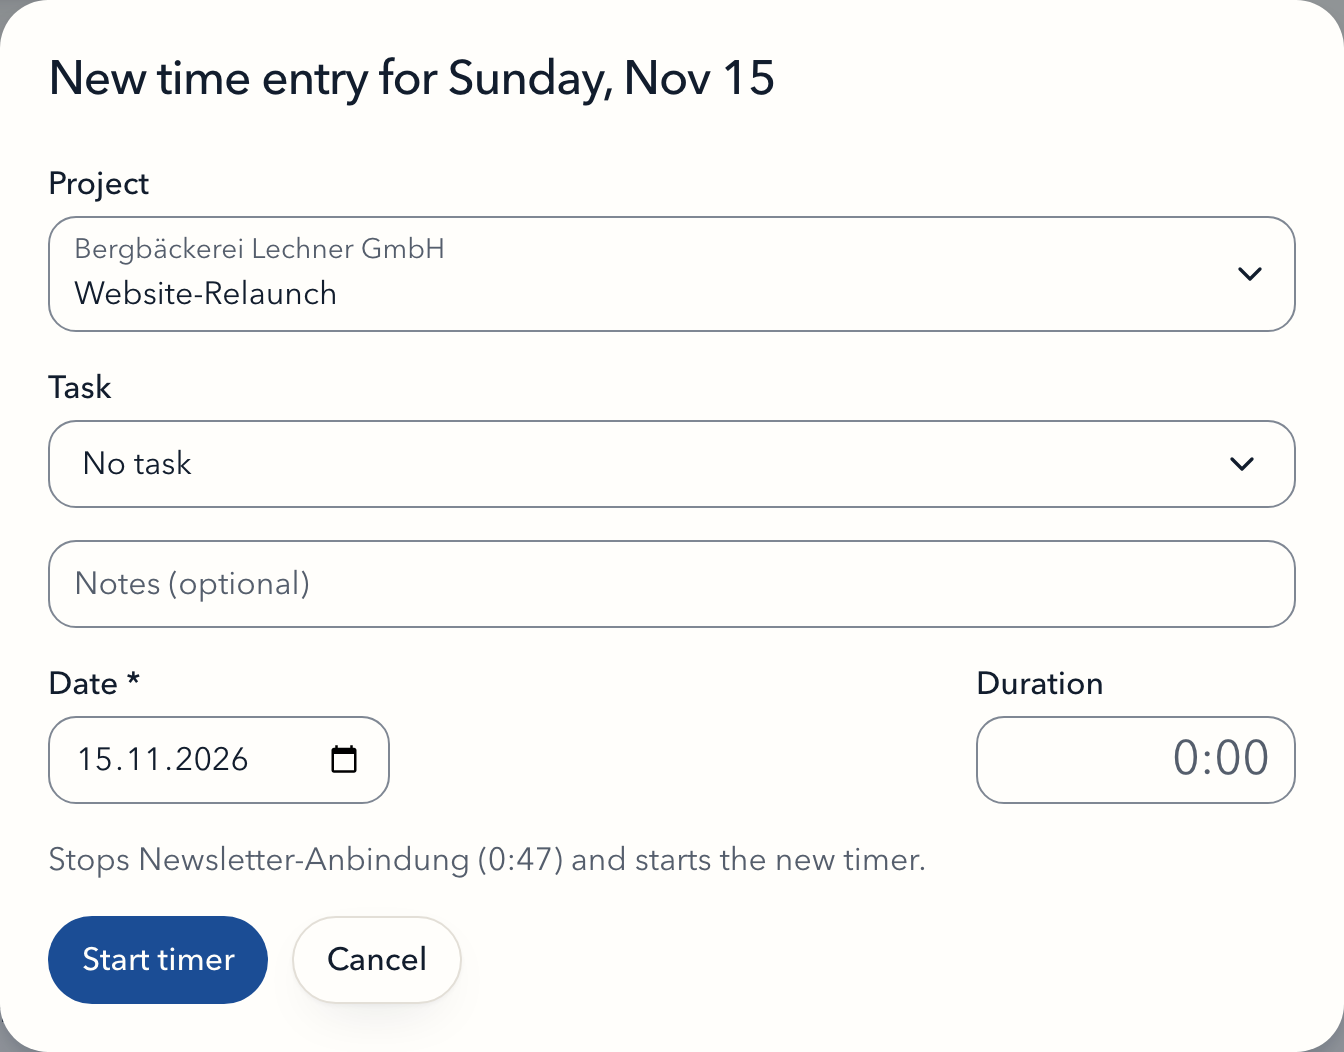 New time entry for Sunday, Nov 15
Project
Bergbäckerei Lechner GmbH
Website-Relaunch
Task
No task
Notes (optional)
Date *
Duration
15.11.2026
0:00
Stops Newsletter-Anbindung (0:47) and starts the new timer.
Start timer
Cancel